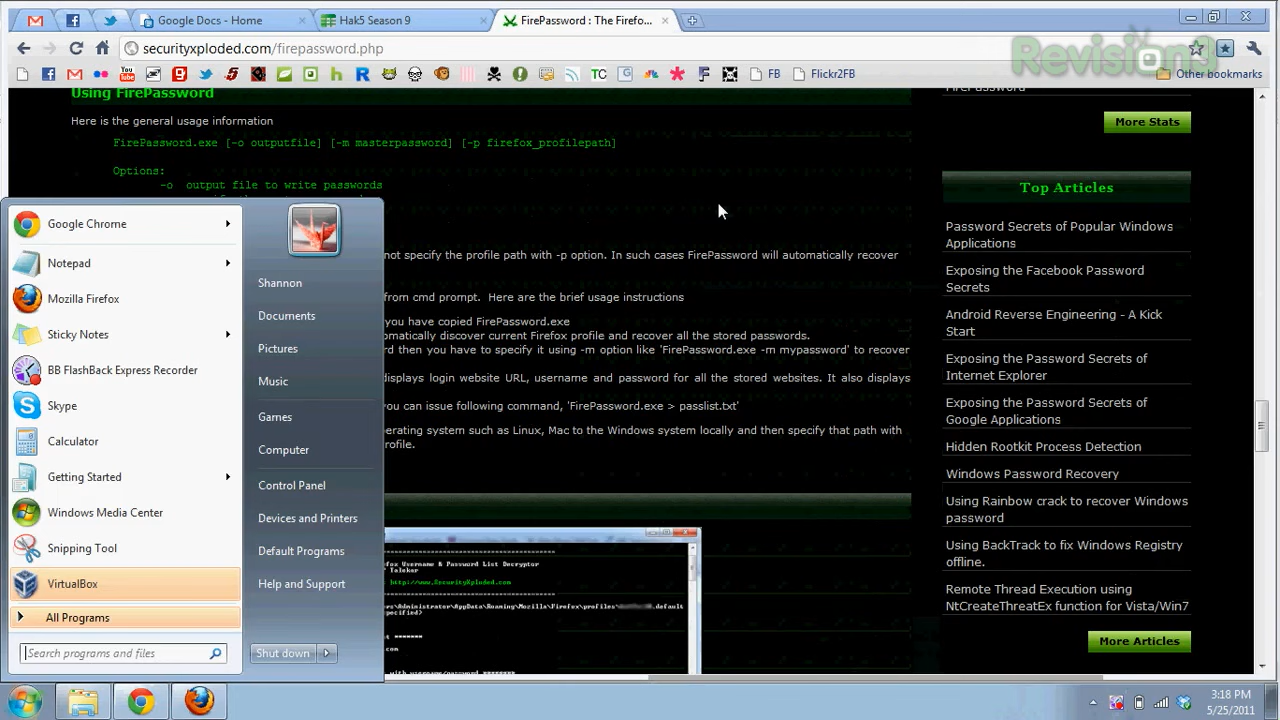 Google Docs - Home
Hak5 Season 9
FirePassword : The Firefo...
securityxploded.com/firepassword.php
Revision3
You Tube
TC
FB
Flickr2FB
Other bookmarks
Using FirePassword
Here is the general usage information
FirePassword.exe [-o outputfile] [-m masterpassword] [-p firefox_profilepath]
Options:
-o output file to write passwords
not specify the profile path with -p option. In such cases FirePassword will automatically recover
from cmd prompt. Here are the brief usage instructions
you have copied FirePassword.exe
omatically discover current Firefox profile and recover all the stored passwords.
rd then you have to specify it using -m option like 'FirePassword.exe -m mypassword' to recover
displays login website URL, username and password for all the stored websites. It also displays
you can issue following command, 'FirePassword.exe > passlist.txt'
erating system such as Linux, Mac to the Windows system locally and then specify that path with
rofile.
refox Username & Password List Decryptor
http://www.SecurityXploded.com
More Stats
Top Articles
Password Secrets of Popular Windows
Applications
Exposing the Facebook Password
Secrets
Android Reverse Engineering - A Kick
Start
Exposing the Password Secrets of
Internet Explorer
Exposing the Password Secrets of
Google Applications
Hidden Rootkit Process Detection
Windows Password Recovery
Using Rainbow crack to recover Windows
password
Using BackTrack to fix Windows Registry
offline.
Remote Thread Execution using
NtCreateThreatEx function for Vista/Win7
More Articles
Google Chrome
Notepad
Mozilla Firefox
Sticky Notes
BB FlashBack Express Recorder
Skype
Calculator
Getting Started
Windows Media Center
Snipping Tool
VirtualBox
All Programs
Search programs and files
Shannon
Documents
Pictures
Music
Games
Computer
Control Panel
Devices and Printers
Default Programs
Help and Support
Shut down
3:18 PM
5/25/2011